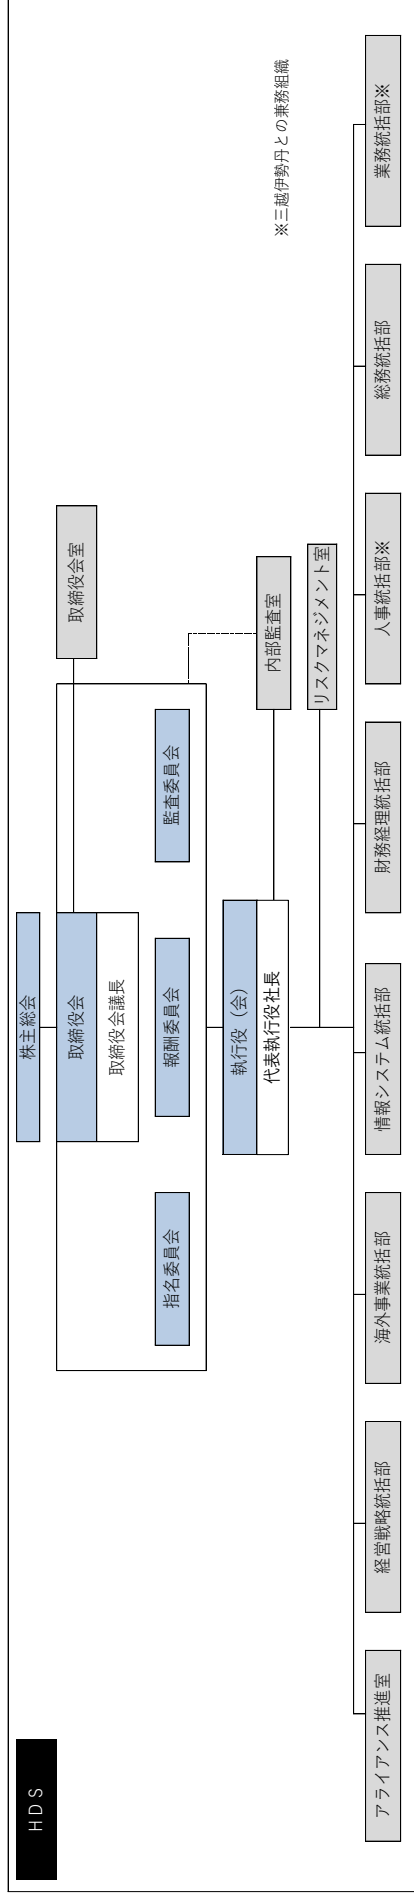 HDS
株主総会
取締役会
取締役会議長
取締役会室
指名委員会
報酬委員会
監査委員会
執行役（会）
代表執行役社長
内部監査室
リスクマネジメント室
※三越伊勢丹との兼務組織
アライアンス推進室
経営戦略統括部
海外事業統括部
情報システム統括部
財務経理統括部
人事統括部※
総務統括部
業務統括部※